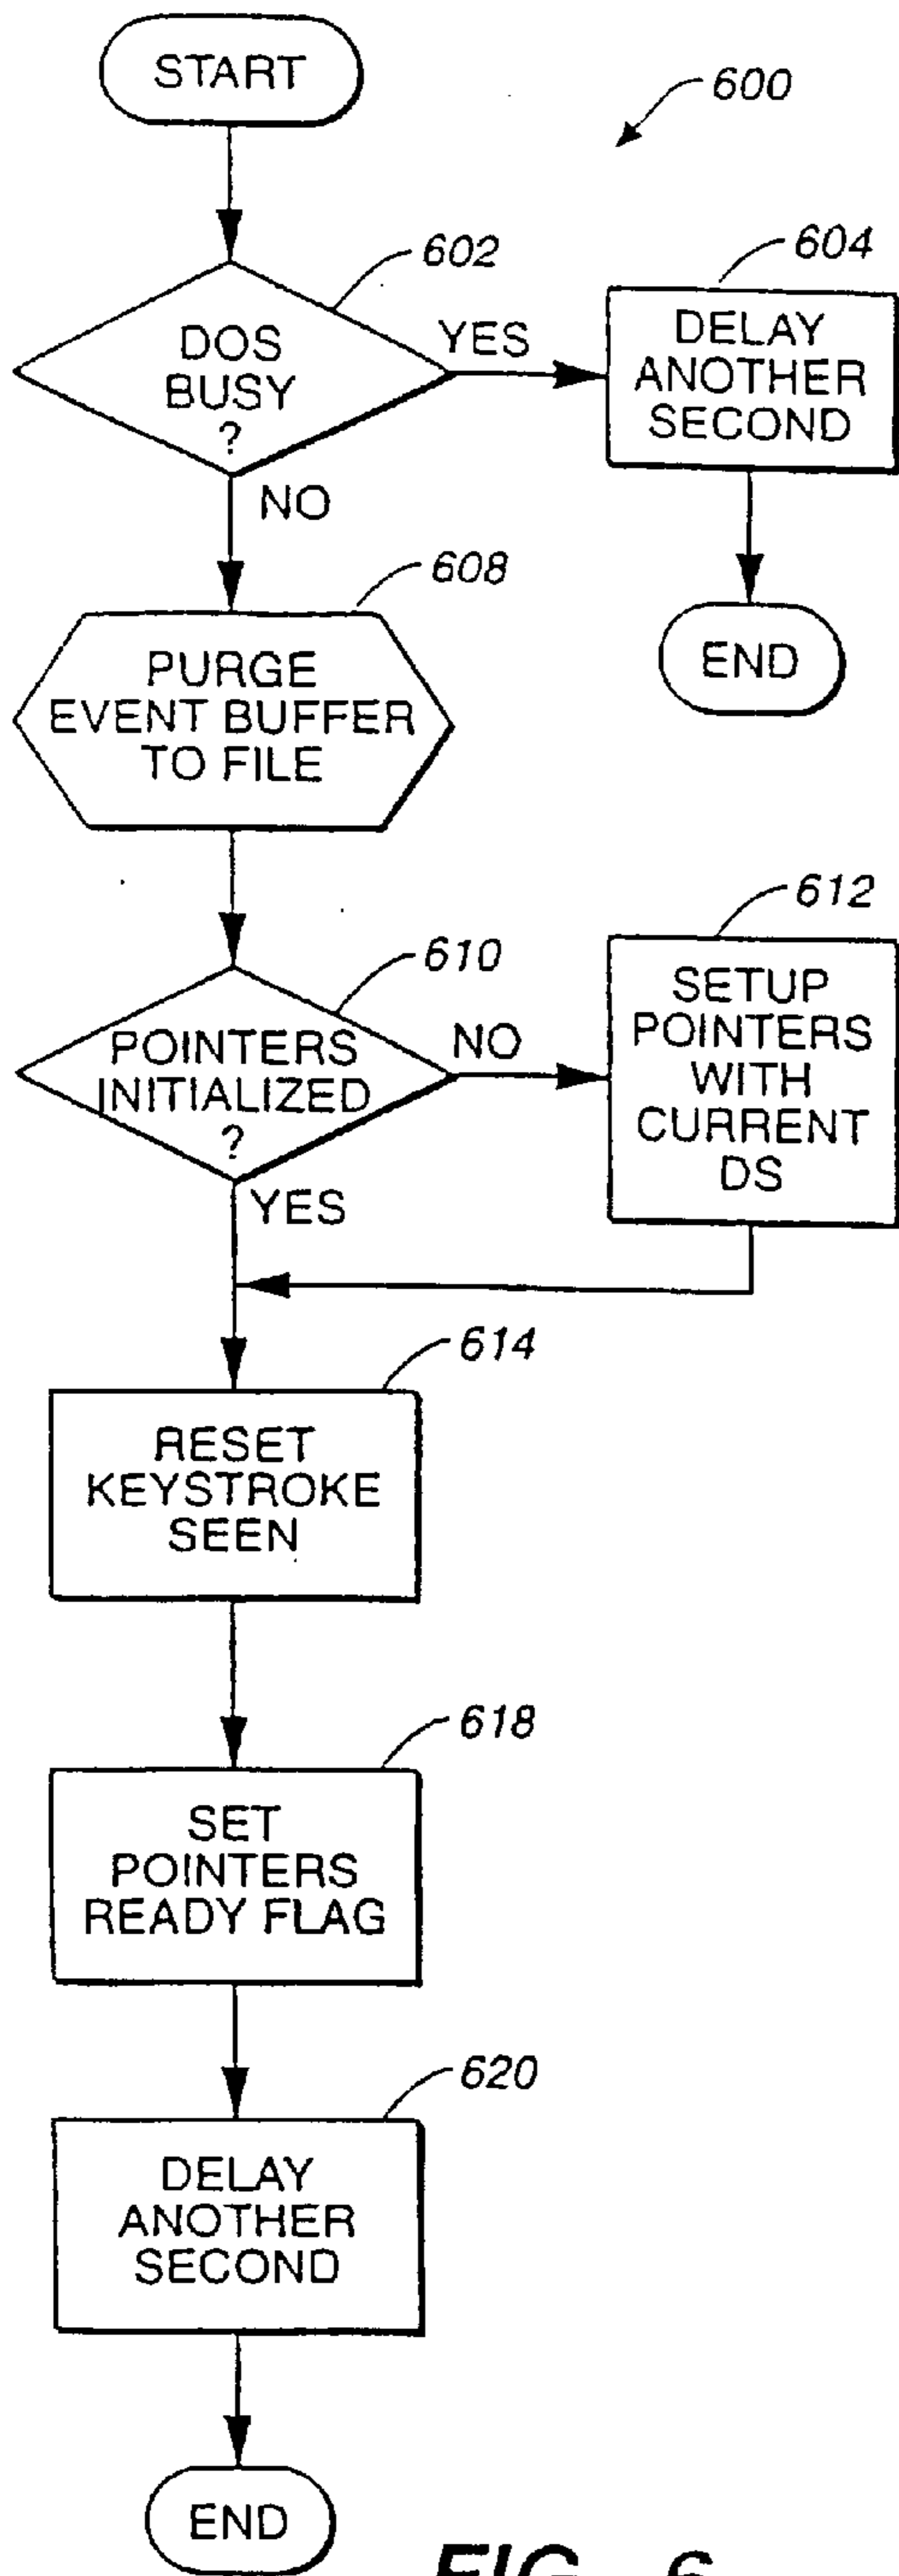 START
600
602
604
DOS
BUSY
?
YES
DELAY
ANOTHER
SECOND
NO
END
608
PURGE
EVENT BUFFER
TO FILE
610
612
POINTERS
INITIALIZED
?
NO
SETUP
POINTERS
WITH
CURRENT
DS
YES
614
RESET
KEYSTROKE
SEEN
618
SET
POINTERS
READY FLAG
620
DELAY
ANOTHER
SECOND
END
FIG. 6